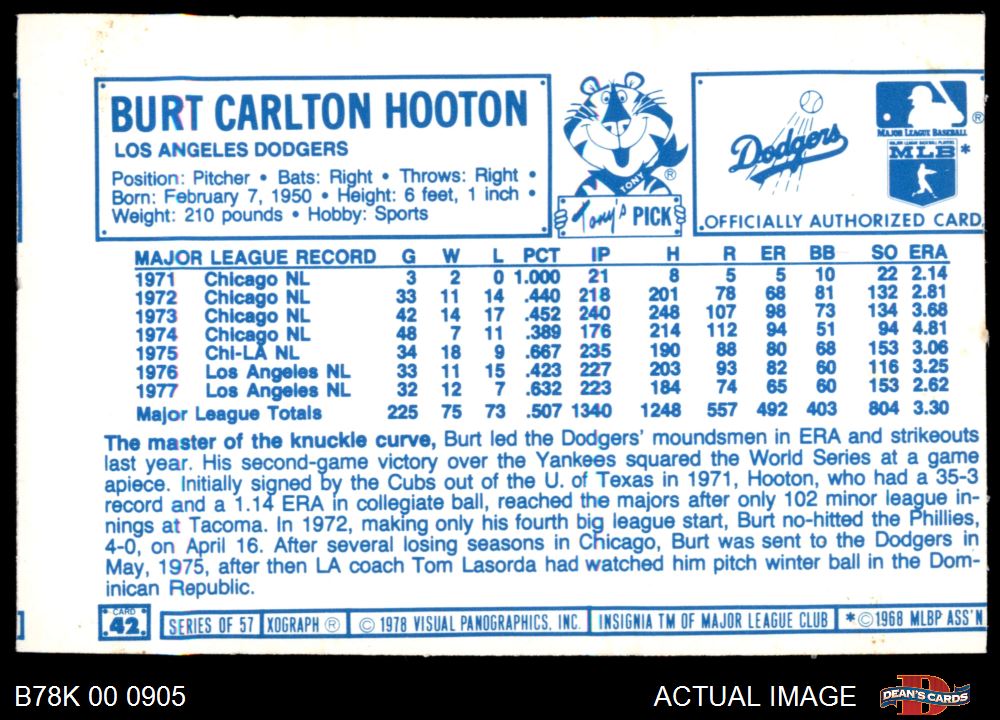 BURT CARLTON HOOTON
LOS ANGELES DODGERS
Position: Pitcher • Bats: Right • Throws: Right •
Born: February 7, 1950 • Height: 6 feet, 1 inch •
Weight: 210 pounds • Hobby: Sports
TONY ®
Tony's PICK
Dodgers
MAJOR LEAGUE BASEBALL ®
MAJOR LEAGUE BASEBALL PLAYERS
MLB *
OFFICIALLY AUTHORIZED CARD
MAJOR LEAGUE RECORD G W L PCT IP H R ER BB SO ERA
1971 Chicago NL 3 2 0 1.000 21 8 5 5 10 22 2.14
1972 Chicago NL 33 11 14 .440 218 201 78 68 81 132 2.81
1973 Chicago NL 42 14 17 .452 240 248 107 98 73 134 3.68
1974 Chicago NL 48 7 11 .389 176 214 112 94 51 94 4.81
1975 Chi-LA NL 34 18 9 .667 235 190 88 80 68 153 3.06
1976 Los Angeles NL 33 11 15 .423 227 203 93 82 60 116 3.25
1977 Los Angeles NL 32 12 7 .632 223 184 74 65 60 153 2.62
Major League Totals 225 75 73 .507 1340 1248 557 492 403 804 3.30
The master of the knuckle curve, Burt led the Dodgers' moundsmen in ERA and strikeouts
last year. His second-game victory over the Yankees squared the World Series at a game
apiece. Initially signed by the Cubs out of the U. of Texas in 1971, Hooton, who had a 35-3
record and a 1.14 ERA in collegiate ball, reached the majors after only 102 minor league in-
nings at Tacoma. In 1972, making only his fourth big league start, Burt no-hitted the Phillies,
4-0, on April 16. After several losing seasons in Chicago, Burt was sent to the Dodgers in
May, 1975, after then LA coach Tom Lasorda had watched him pitch winter ball in the Dom-
inican Republic.
CARD
42. SERIES OF 57 XOGRAPH ® © 1978 VISUAL PANOGRAPHICS, INC. INSIGNIA TM OF MAJOR LEAGUE CLUB *©1968 MLBP ASS'N
B78K 00 0905 ACTUAL IMAGE DEAN'S CARDS